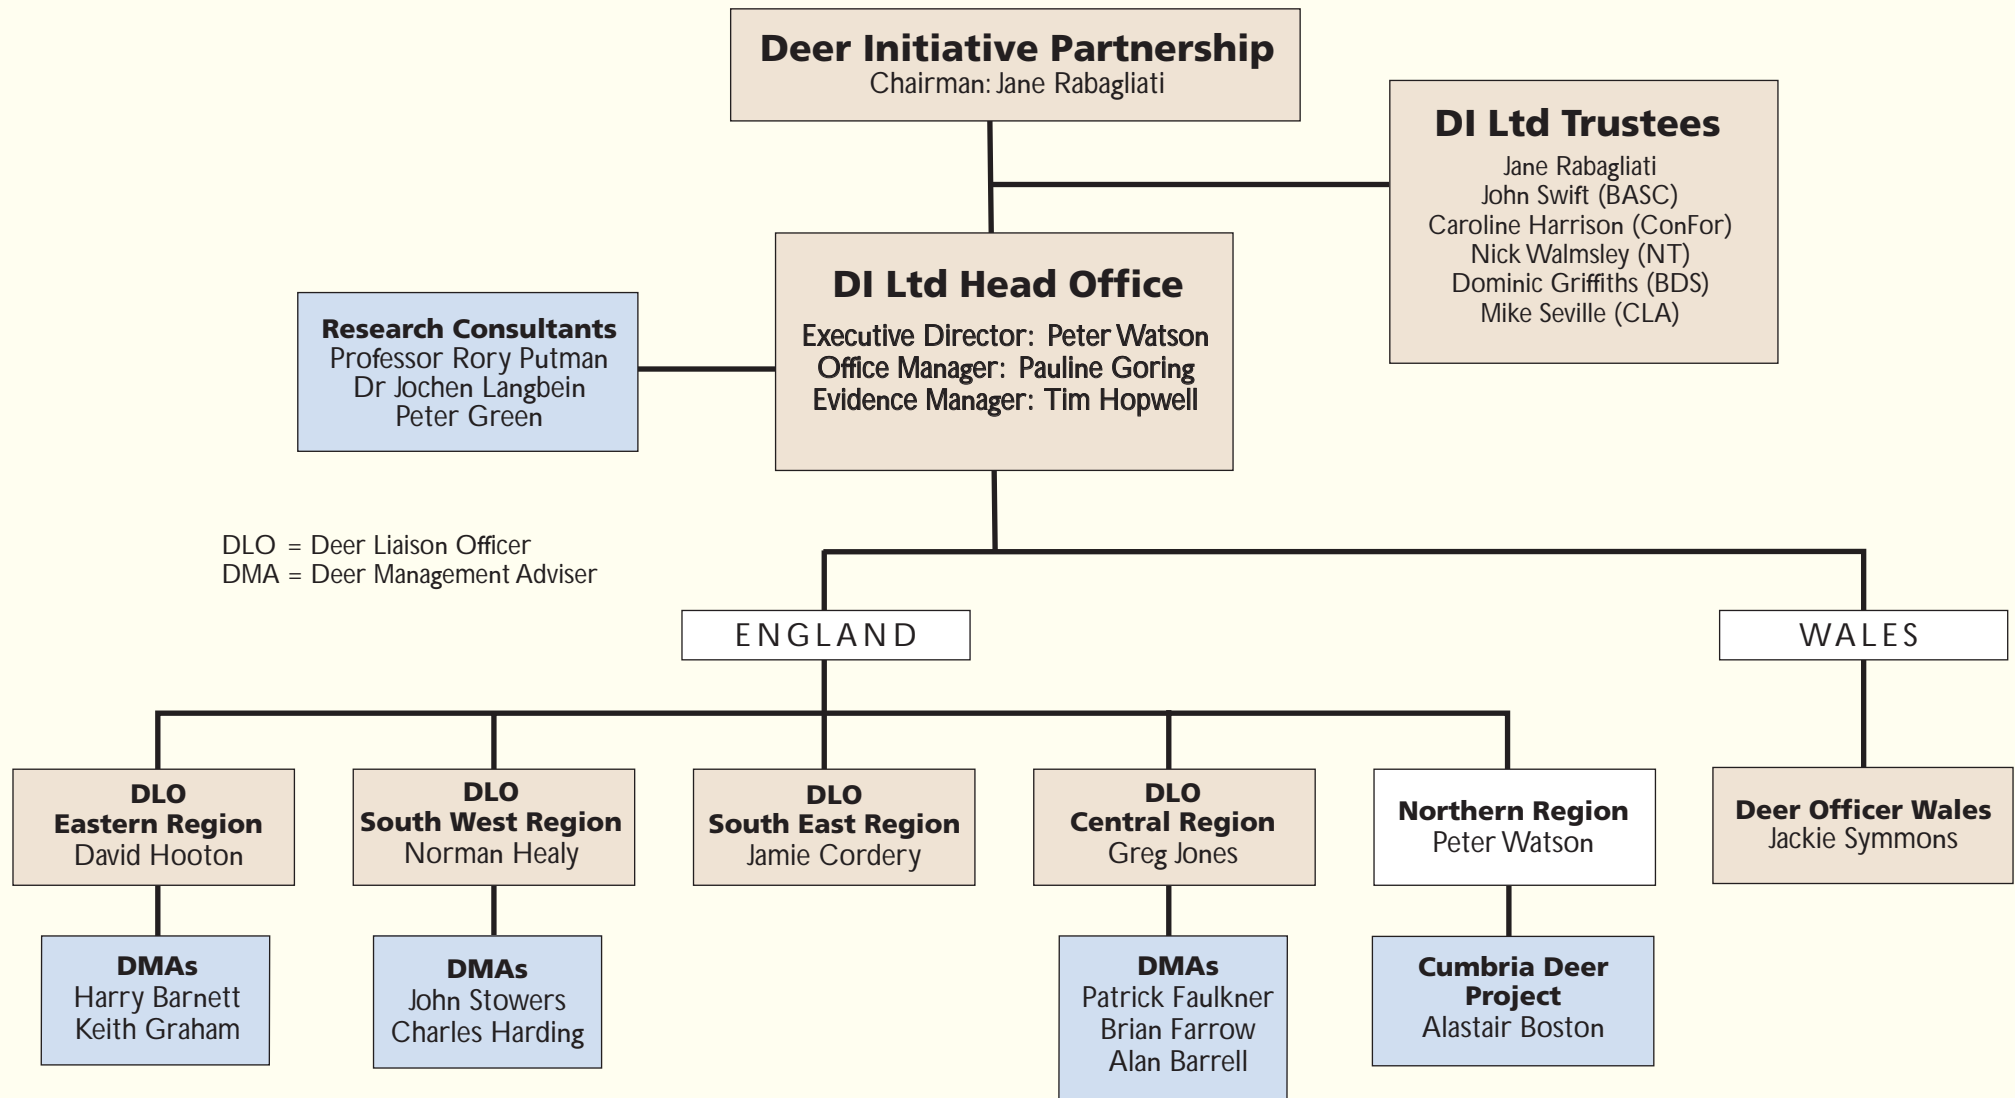 Deer Initiative Partnership
Chairman: Jane Rabagliati
DI Ltd Trustees
Jane Rabagliati
John Swift (BASC)
Caroline Harrison (ConFor)
Nick Walmsley (NT)
Dominic Griffiths (BDS)
Mike Seville (CLA)
DI Ltd Head Office
Executive Director: Peter Watson
Office Manager: Pauline Goring
Evidence Manager: Tim Hopwell
Research Consultants
Professor Rory Putman
Dr Jochen Langbein
Peter Green
DLO = Deer Liaison Officer
DMA = Deer Management Adviser
ENGLAND
WALES
DLO
Eastern Region
David Hooton
DLO
South West Region
Norman Healy
DLO
South East Region
Jamie Cordery
DLO
Central Region
Greg Jones
Northern Region
Peter Watson
Deer Officer Wales
Jackie Symmons
DMAs
Harry Barnett
Keith Graham
DMAs
John Stowers
Charles Harding
DMAs
Patrick Faulkner
Brian Farrow
Alan Barrell
Cumbria Deer
Project
Alastair Boston